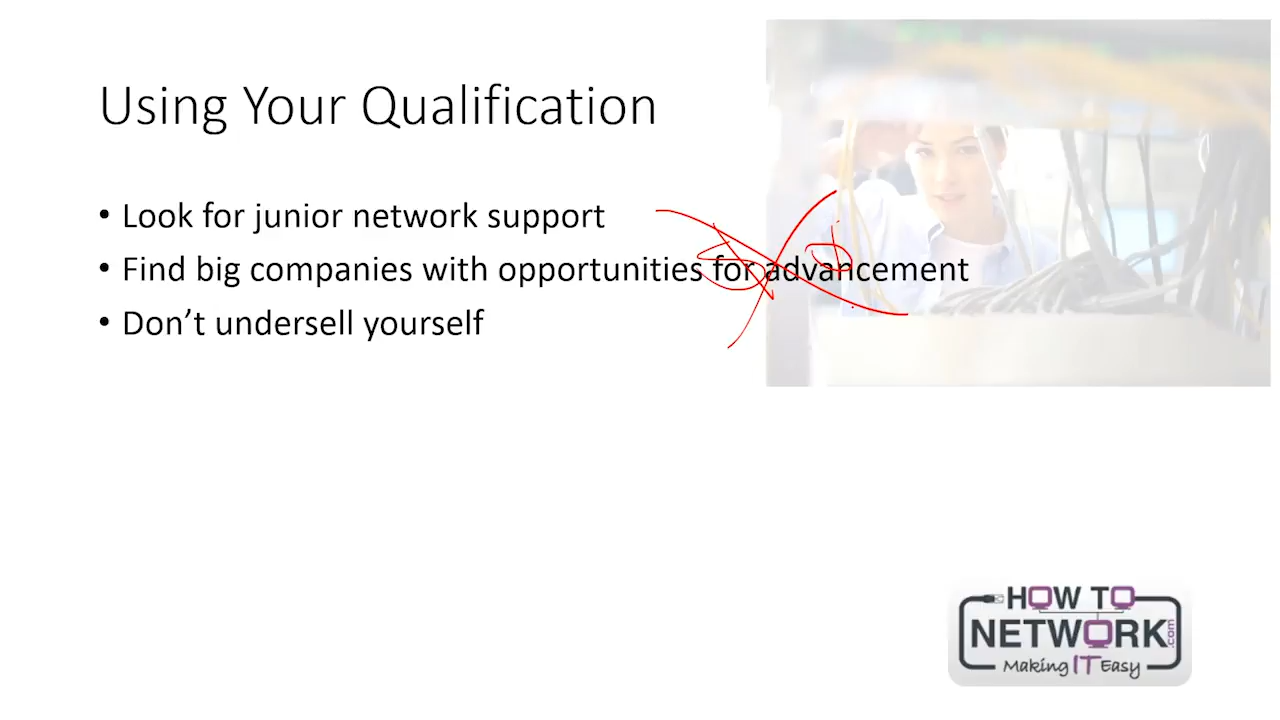 Using Your Qualification
• Look for junior network support
• Find big companies with opportunities for advancement
• Don’t undersell yourself
HOW TO
NETWORK.com
Making IT Easy